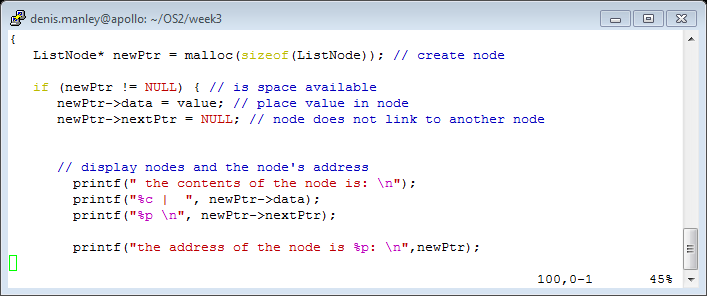 denis.manley@apollo: ~/OS2/week3
{
ListNode* newPtr = malloc(sizeof(ListNode)); // create node
if (newPtr != NULL) { // is space available
newPtr->data = value; // place value in node
newPtr->nextPtr = NULL; // node does not link to another node
// display nodes and the node's address
printf(" the contents of the node is: \n");
printf("%c |  ", newPtr->data);
printf("%p \n", newPtr->nextPtr);
printf("the address of the node is %p: \n",newPtr);
100,0-1 45%